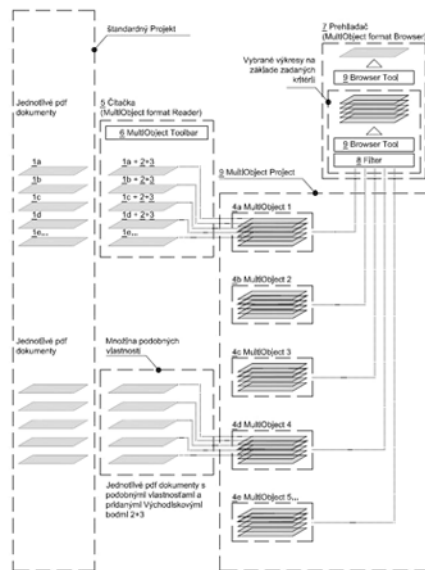 štandardný Projekt
7 Prehliadač
(MultiObject format Browser)
Vybrané výkresy na
základe zadaných
kritérií
9 Browser Tool
9 Browser Tool
8 Filter
Jednotlivé pdf
dokumenty
5 Čítačka
(MultiObject format Reader)
6 MultiObject Toolbar
1a
1b
1c
1d
1e...
1a + 2+3
1b + 2+3
1c + 2+3
1d + 2+3
1e...
MultiObject Project
4a MultiObject 1
4b MultiObject 2
4c MultiObject 3
4d MultiObject 4
4e MultiObject 5...
Jednotlivé pdf
dokumenty
Množina podobných
vlastností
Jednotlivé pdf dokumenty s
podobnými vlastnosťami a
pridanými Východiskovými
bodmi 2+3